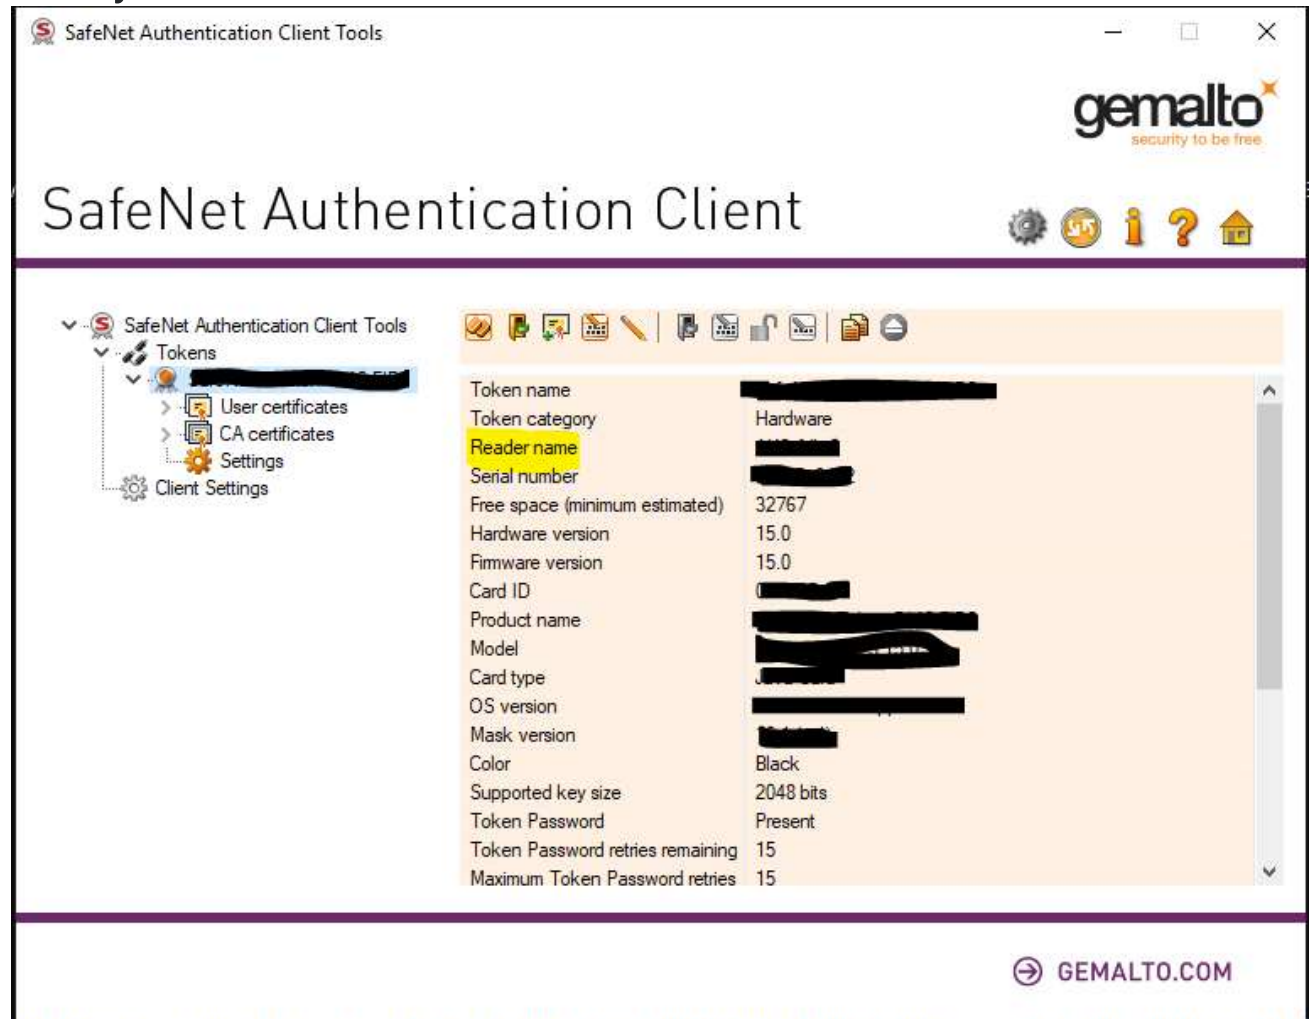 SafeNet Authentication Client Tools
gemalto
security to be free
SafeNet Authentication Client
SafeNet Authentication Client Tools
Tokens
User certificates
CA certificates
Settings
Client Settings
Token name
Token category Hardware
Reader name
Serial number
Free space (minimum estimated) 32767
Hardware version 15.0
Firmware version 15.0
Card ID
Product name
Model
Card type
OS version
Mask version
Color Black
Supported key size 2048 bits
Token Password Present
Token Password retries remaining 15
Maximum Token Password retries 15
GEMALTO.COM